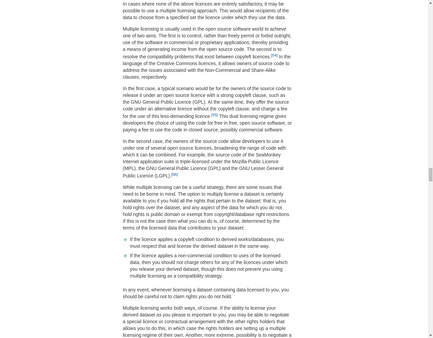 In cases where none of the above licences are entirely satisfactory, it may be
possible to use a multiple licensing approach. This would allow recipients of the
data to choose from a specified set the licence under which they use the data.
Multiple licensing is usually used in the open source software world to achieve
one of two aims. The first is to control, rather than freely permit or forbid outright,
use of the software in commercial or proprietary applications, thereby providing
a means of generating income from the open source code. The second is to
resolve the compatibility problems that exist between copyleft licences.[54] In the
language of the Creative Commons licences, it allows owners of source code to
address the issues associated with the Non-Commercial and Share-Alike
clauses, respectively.
In the first case, a typical scenario would be for the owners of the source code to
release it under an open source licence with a strong copyleft clause, such as
the GNU General Public Licence (GPL). At the same time, they offer the source
code under an alternative licence without the copyleft clause, and charge a fee
for the use of this less-demanding licence.[55] This dual licensing regime gives
developers the choice of using the code for free in free, open source software, or
paying a fee to use the code in closed source, possibly commercial software.
In the second case, the owners of the source code allow developers to use it
under one of several open source licences, broadening the range of code with
which it can be combined. For example, the source code of the SeaMonkey
Internet application suite is triple-licensed under the Mozilla Public Licence
(MPL), the GNU General Public Licence (GPL) and the GNU Lesser General
Public Licence (LGPL).[56]
While multiple licensing can be a useful strategy, there are some issues that
need to be borne in mind. The option to multiply license a dataset is certainly
available to you if you hold all the rights that pertain to the dataset: that is, you
hold rights over the dataset, and any aspect of the data for which you do not
hold rights is public domain or exempt from copyright/database right restrictions.
If this is not the case then what you can do is, of course, determined by the
terms of the licensed data that contributes to your dataset:
If the licence applies a copyleft condition to derived works/databases, you
must respect that and license the derived dataset in the same way.
If the licence applies a non-commercial condition to uses of the licensed
data, then you should not charge others for any of the licences under which
you release your derived dataset, though this does not prevent you using
multiple licensing as a compatibility strategy.
In any event, whenever licensing a dataset containing data licensed to you, you
should be careful not to claim rights you do not hold.
Multiple licensing works both ways, of course. If the ability to license your
derived dataset as you please is important to you, you may be able to negotiate
a special licence or contractual arrangement with the other rights holders that
allows you to do this, in which case the rights holders are setting up a multiple
licensing regime of their own. Another, more extreme, possibility is to negotiate a